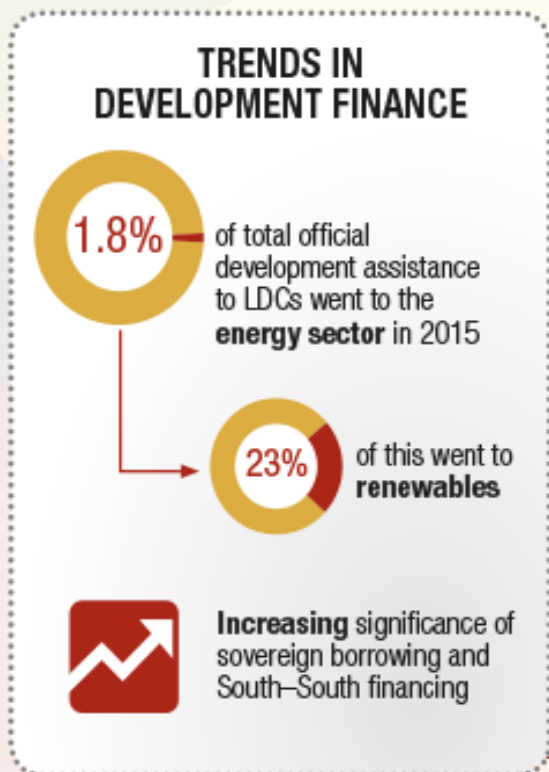 TRENDS IN
DEVELOPMENT FINANCE
1.8%
of total official
development assistance
to LDCs went to the
energy sector in 2015
23%
of this went to
renewables
Increasing significance of
sovereign borrowing and
South–South financing